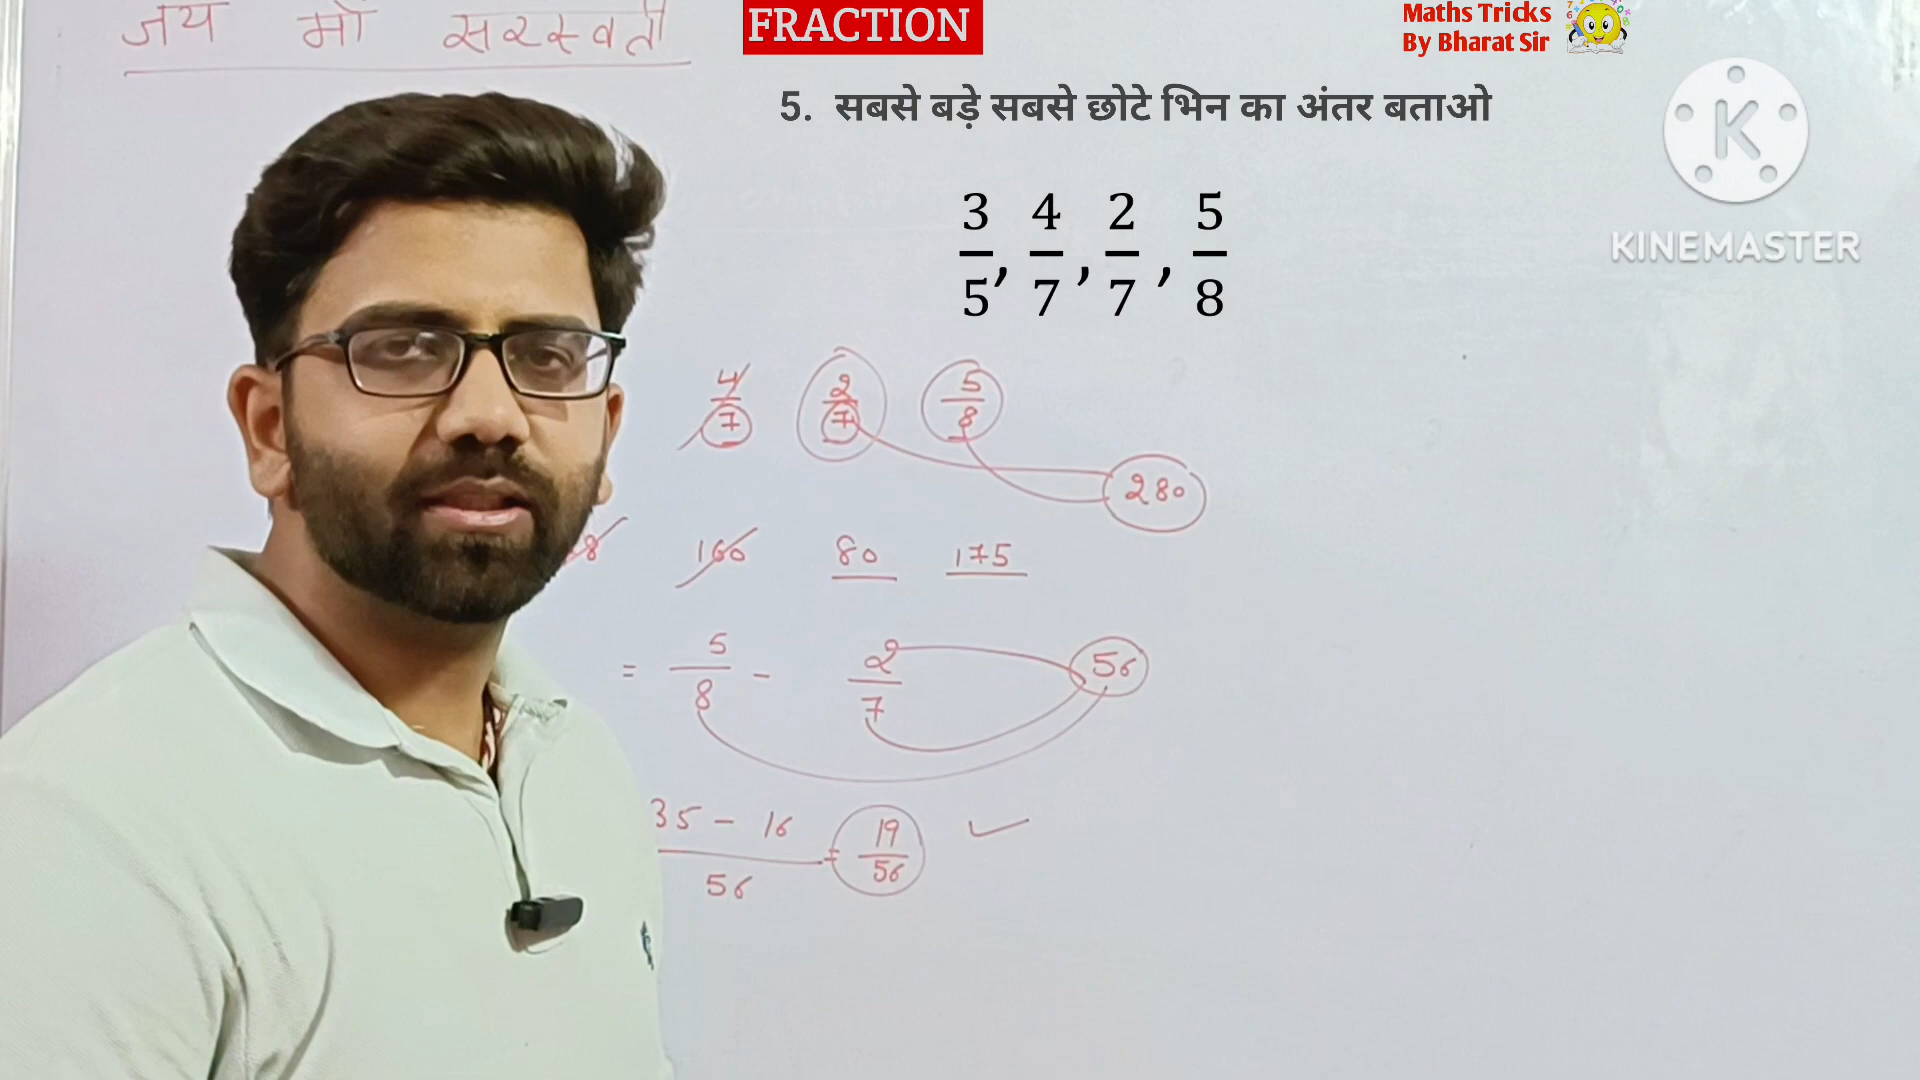 जय माँ सरस्वती
FRACTION
Maths Tricks
By Bharat Sir
KINEMASTER
5. सबसे बड़े सबसे छोटे भिन का अंतर बताओ
3/5, 4/7, 2/7, 5/8
4/7 2/7 5/8
280
160 80 175
= 5/8 - 2/7 56
35 - 16 / 56 = 19/56